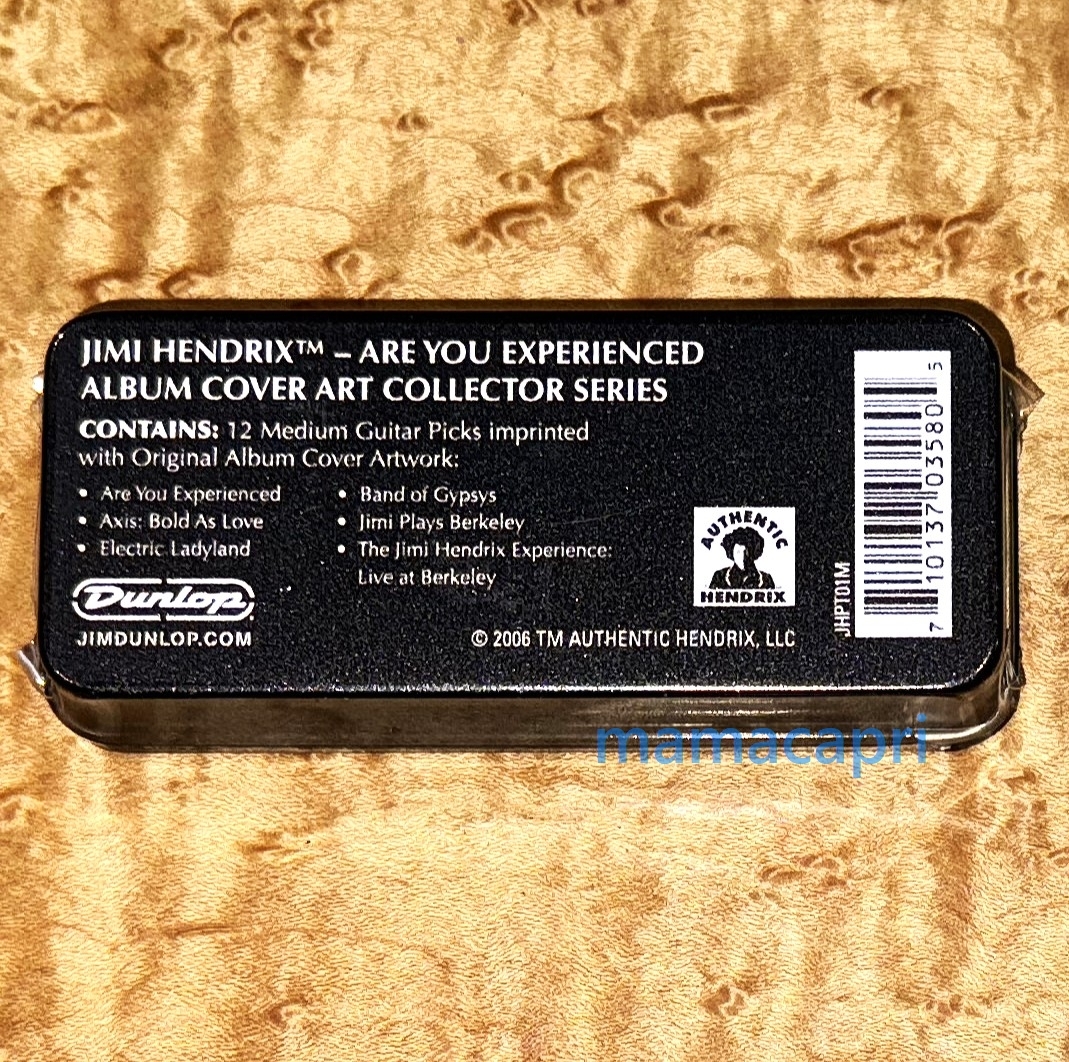 JIMI HENDRIX™ – ARE YOU EXPERIENCED
ALBUM COVER ART COLLECTOR SERIES
CONTAINS: 12 Medium Guitar Picks imprinted
with Original Album Cover Artwork:
• Are You Experienced
• Axis: Bold As Love
• Electric Ladyland
• Band of Gypsys
• Jimi Plays Berkeley
• The Jimi Hendrix Experience:
Live at Berkeley
Dunlop
JIMDUNLOP.COM
AUTHENTIC
HENDRIX
© 2006 TM AUTHENTIC HENDRIX, LLC
JHPT01M
7 10137 03580 5
mamacapri